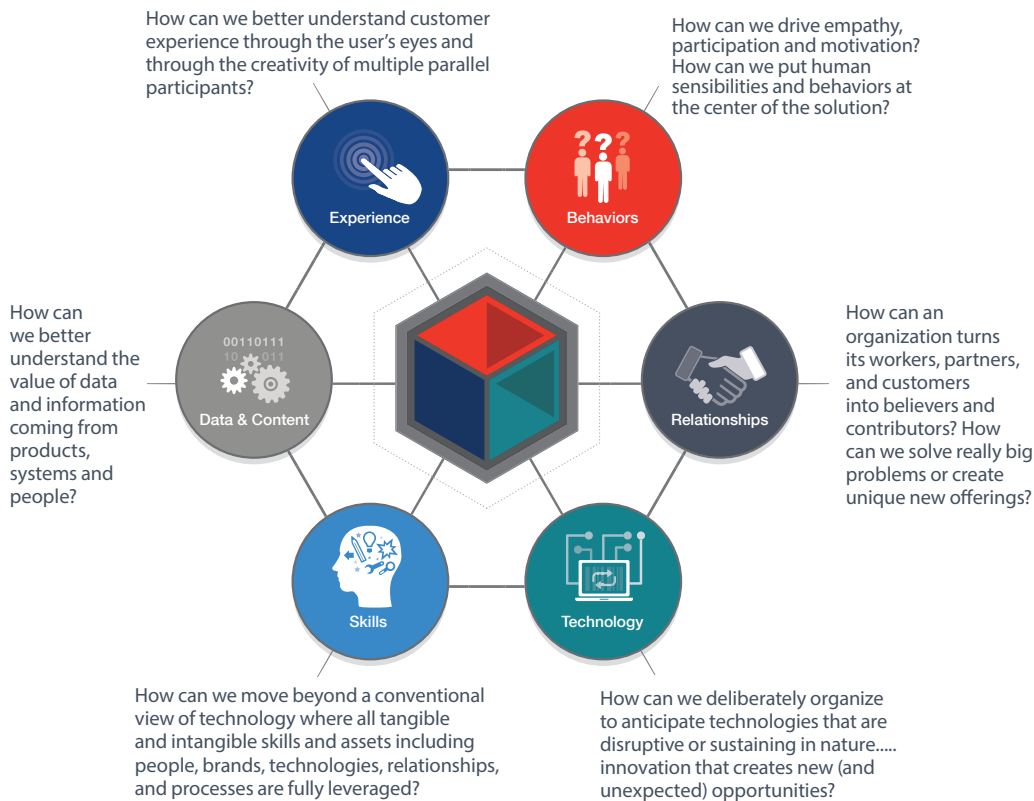 How can we better understand customer
experience through the user’s eyes and
through the creativity of multiple parallel
participants?
How can we drive empathy,
participation and motivation?
How can we put human
sensibilities and behaviors at
the center of the solution?
Experience
???
Behaviors
How can
we better
understand the
value of data
and information
coming from
products,
systems and
people?
00110111
10 011
Data & Content
Relationships
How can an
organization turns
its workers, partners,
and customers
into believers and
contributors? How
can we solve really big
problems or create
unique new offerings?
Skills
Technology
How can we move beyond a conventional
view of technology where all tangible
and intangible skills and assets including
people, brands, technologies, relationships,
and processes are fully leveraged?
How can we deliberately organize
to anticipate technologies that are
disruptive or sustaining in nature.....
innovation that creates new (and
unexpected) opportunities?